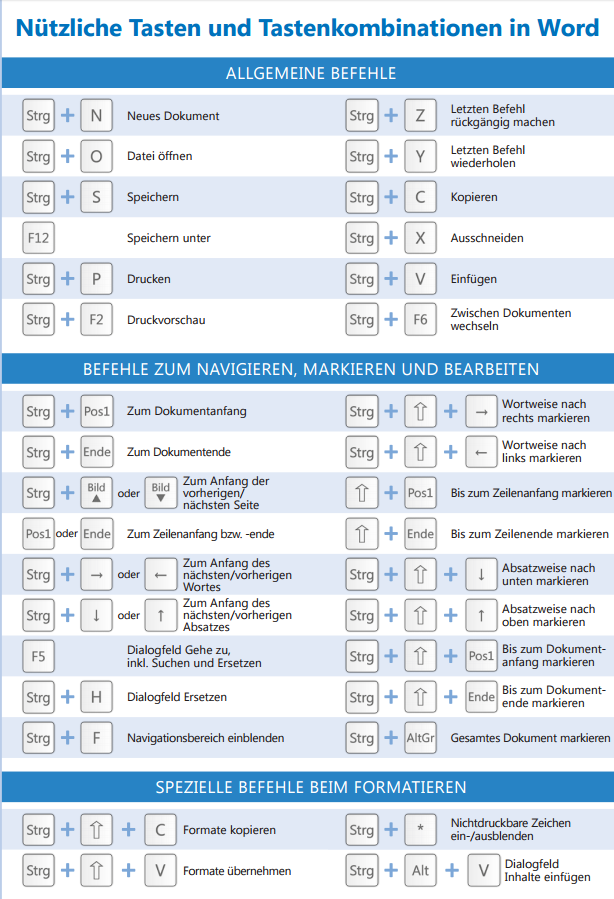 Nützliche Tasten und Tastenkombinationen in Word
ALLGEMEINE BEFEHLE
Strg + N Neues Dokument
Strg + Z Letzten Befehl
rückgängig machen
Strg + O Datei öffnen
Strg + Y Letzten Befehl
wiederholen
Strg + S Speichern
Strg + C Kopieren
F12 Speichern unter
Strg + X Ausschneiden
Strg + P Drucken
Strg + V Einfügen
Strg + F2 Druckvorschau
Strg + F6 Zwischen Dokumenten
wechseln
BEFEHLE ZUM NAVIGIEREN, MARKIEREN UND BEARBEITEN
Strg + Pos1 Zum Dokumentanfang
Strg + ⇧ + → Wortweise nach
rechts markieren
Strg + Ende Zum Dokumentende
Strg + ⇧ + ← Wortweise nach
links markieren
Strg + Bild ▲ oder Bild ▼ Zum Anfang der
vorherigen/
nächsten Seite
⇧ + Pos1 Bis zum Zeilenanfang markieren
Pos1 oder Ende Zum Zeilenanfang bzw. -ende
⇧ + Ende Bis zum Zeilenende markieren
Strg + → oder ← Zum Anfang des
nächsten/vorherigen
Wortes
Strg + ⇧ + ↓ Absatzweise nach
unten markieren
Strg + ↓ oder ↑ Zum Anfang des
nächsten/vorherigen
Absatzes
Strg + ⇧ + ↑ Absatzweise nach
oben markieren
F5 Dialogfeld Gehe zu,
inkl. Suchen und Ersetzen
Strg + ⇧ + Pos1 Bis zum Dokument-
anfang markieren
Strg + H Dialogfeld Ersetzen
Strg + ⇧ + Ende Bis zum Dokument-
ende markieren
Strg + F Navigationsbereich einblenden
Strg + AltGr Gesamtes Dokument markieren
SPEZIELLE BEFEHLE BEIM FORMATIEREN
Strg + ⇧ + C Formate kopieren
Strg + * Nichtdruckbare Zeichen
ein-/ausblenden
Strg + ⇧ + V Formate übernehmen
Strg + Alt + V Dialogfeld
Inhalte einfügen